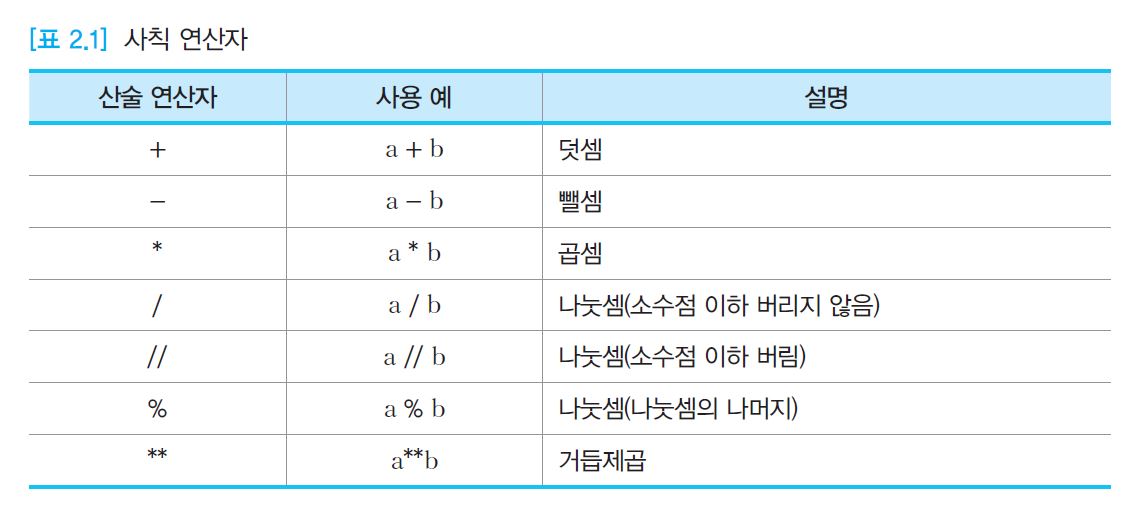 [표 2.1] 사칙 연산자
산술 연산자 사용 예 설명
+ a + b 덧셈
– a – b 뺄셈
* a * b 곱셈
/ a / b 나눗셈(소수점 이하 버리지 않음)
// a // b 나눗셈(소수점 이하 버림)
% a % b 나눗셈(나눗셈의 나머지)
** a**b 거듭제곱